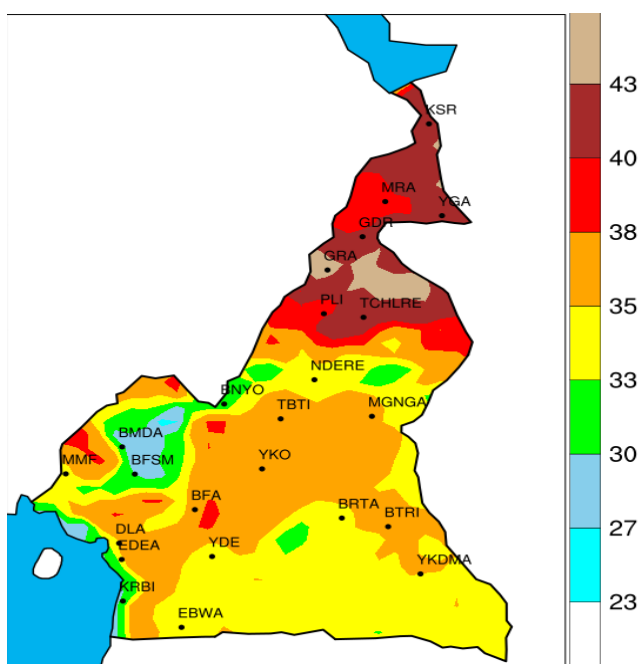 43
KSR
40
MRA
YGA
GDR
38
GRA
PLI
TCHLRE
35
NDERE
33
BNYO
MGNGA
TBTI
BMDA
30
MMF
BFSM
YKO
BFA
BRTA
27
DLA
BTRI
EDEA
YDE
YKDMA
KRBI
23
EBWA